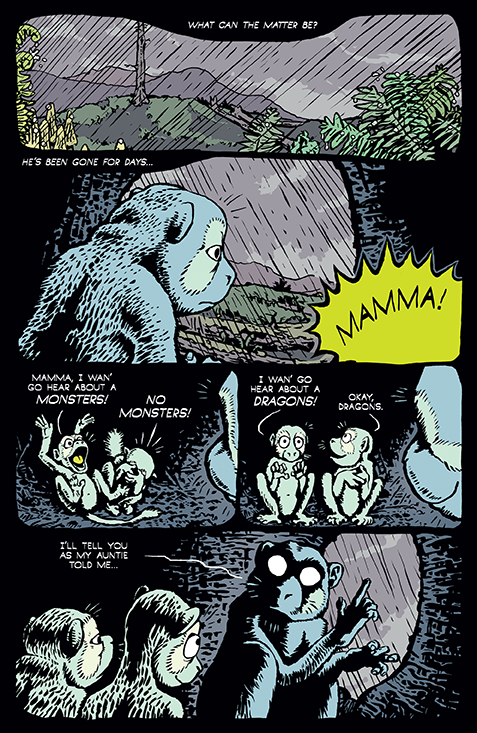 WHAT CAN THE MATTER BE?
HE'S BEEN GONE FOR DAYS...
MAMMA!
MAMMA, I WAN'
GO HEAR ABOUT A
MONSTERS!
NO
MONSTERS!
I WAN' GO
HEAR ABOUT A
DRAGONS!
OKAY,
DRAGONS.
I'LL TELL YOU
AS MY AUNTIE
TOLD ME...